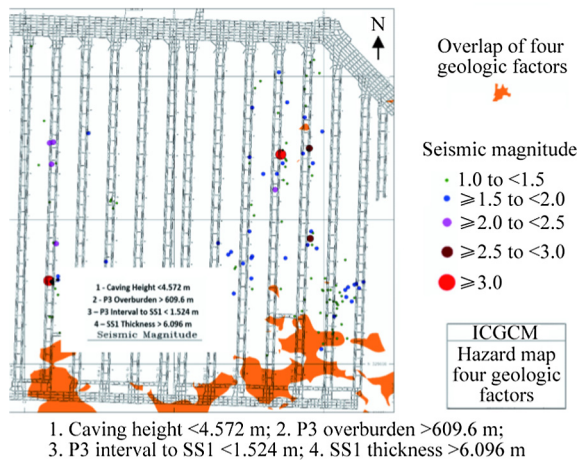 N
Overlap of four
geologic factors
Seismic magnitude
1.0 to <1.5
⩾1.5 to <2.0
⩾2.0 to <2.5
⩾2.5 to <3.0
⩾3.0
1 - Caving Height <4.572 m
2 - P3 Overburden > 609.6 m
3 – P3 Interval to SS1 < 1.524 m
4 – SS1 Thickness > 6.096 m
Seismic Magnitude
ICGCM
Hazard map
four geologic
factors
1. Caving height <4.572 m; 2. P3 overburden >609.6 m;
3. P3 interval to SS1 <1.524 m; 4. SS1 thickness >6.096 m